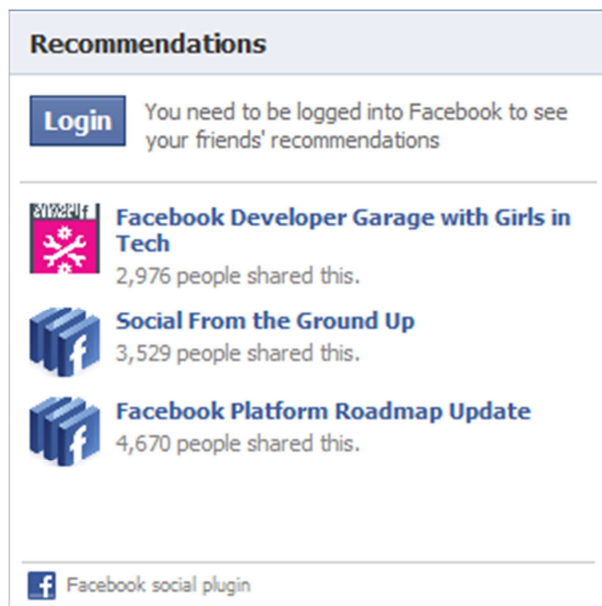 Recommendations
Login
You need to be logged into Facebook to see
your friends' recommendations
Facebook Developer Garage with Girls in
Tech
2,976 people shared this.
Social From the Ground Up
3,529 people shared this.
Facebook Platform Roadmap Update
4,670 people shared this.
Facebook social plugin